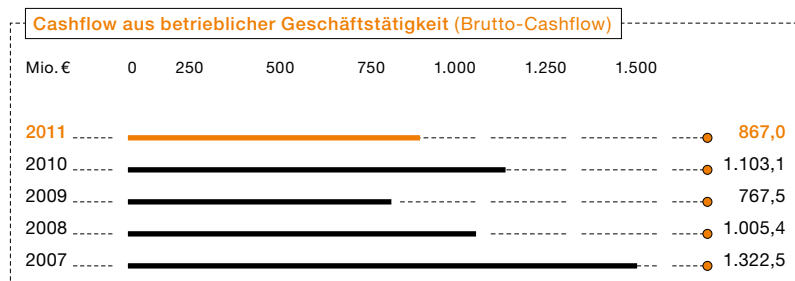 Cashflow aus betrieblicher Geschäftstätigkeit (Brutto-Cashflow)
Mio. € 0 250 500 750 1.000 1.250 1.500
2011 867,0
2010 1.103,1
2009 767,5
2008 1.005,4
2007 1.322,5